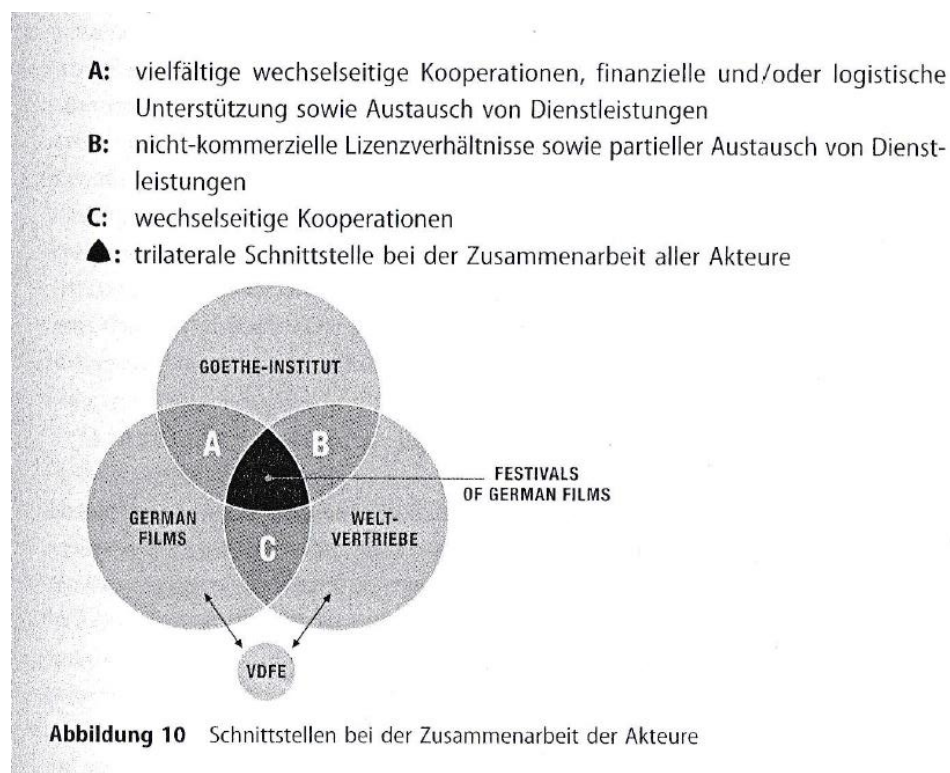 A: vielfältige wechselseitige Kooperationen, finanzielle und/oder logistische
Unterstützung sowie Austausch von Dienstleistungen
B: nicht-kommerzielle Lizenzverhältnisse sowie partieller Austausch von Dienst-
leistungen
C: wechselseitige Kooperationen
: trilaterale Schnittstelle bei der Zusammenarbeit aller Akteure
GOETHE-INSTITUT
A
B
FESTIVALS
OF GERMAN FILMS
GERMAN
FILMS
WELT-
VERTRIEBE
C
VDFE
Abbildung 10 Schnittstellen bei der Zusammenarbeit der Akteure